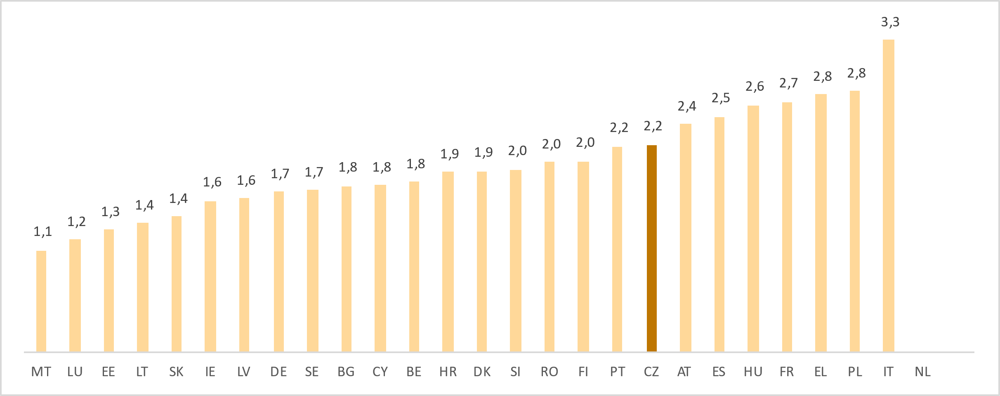 1,1 1,2 1,3 1,4 1,4 1,6 1,6 1,7 1,7 1,8 1,8 1,8 1,9 1,9 2,0 2,0 2,0 2,2 2,2 2,4 2,5 2,6 2,7 2,8 2,8 3,3
MT LU EE LT SK IE LV DE SE BG CY BE HR DK SI RO FI PT CZ AT ES HU FR EL PL IT NL